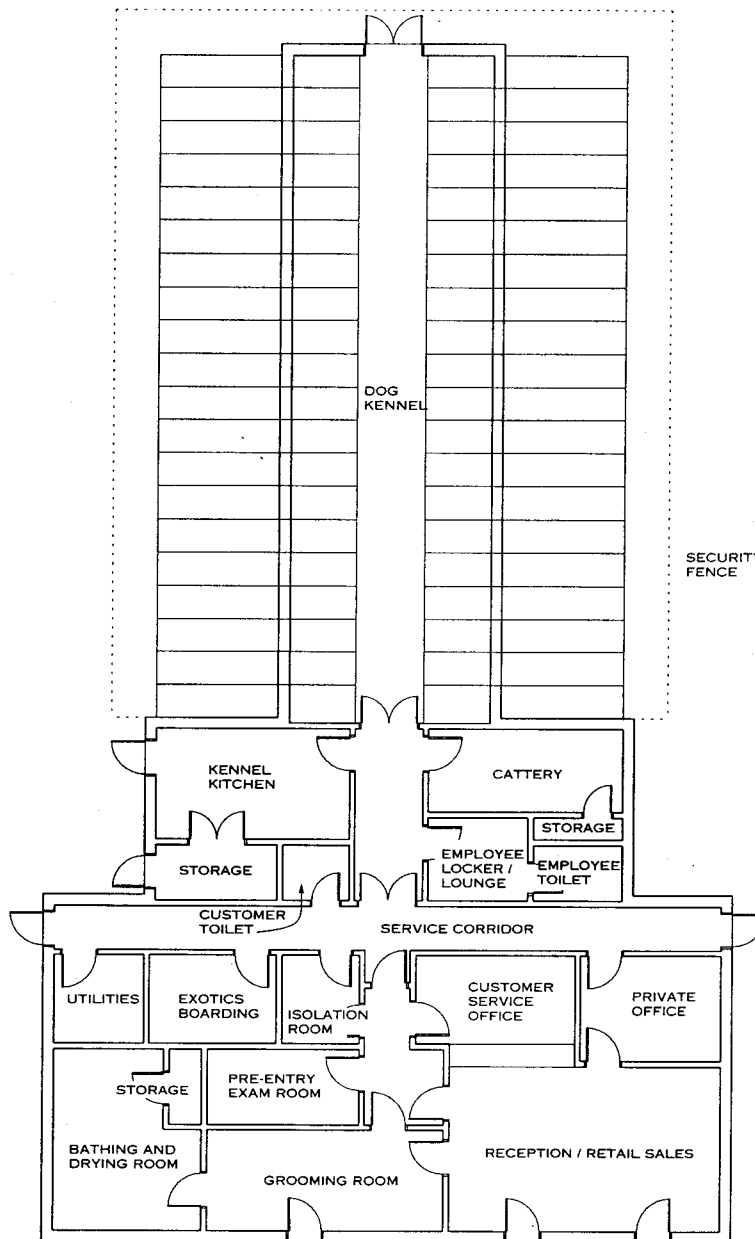 DOG
KENNEL
SECURITY
FENCE
KENNEL
KITCHEN
CATTERY
STORAGE
STORAGE
EMPLOYEE
LOCKER /
LOUNGE
EMPLOYEE
TOILET
CUSTOMER
TOILET
SERVICE CORRIDOR
UTILITIES
EXOTICS
BOARDING
ISOLATION
ROOM
CUSTOMER
SERVICE
OFFICE
PRIVATE
OFFICE
STORAGE
PRE-ENTRY
EXAM ROOM
BATHING AND
DRYING ROOM
GROOMING ROOM
RECEPTION / RETAIL SALES